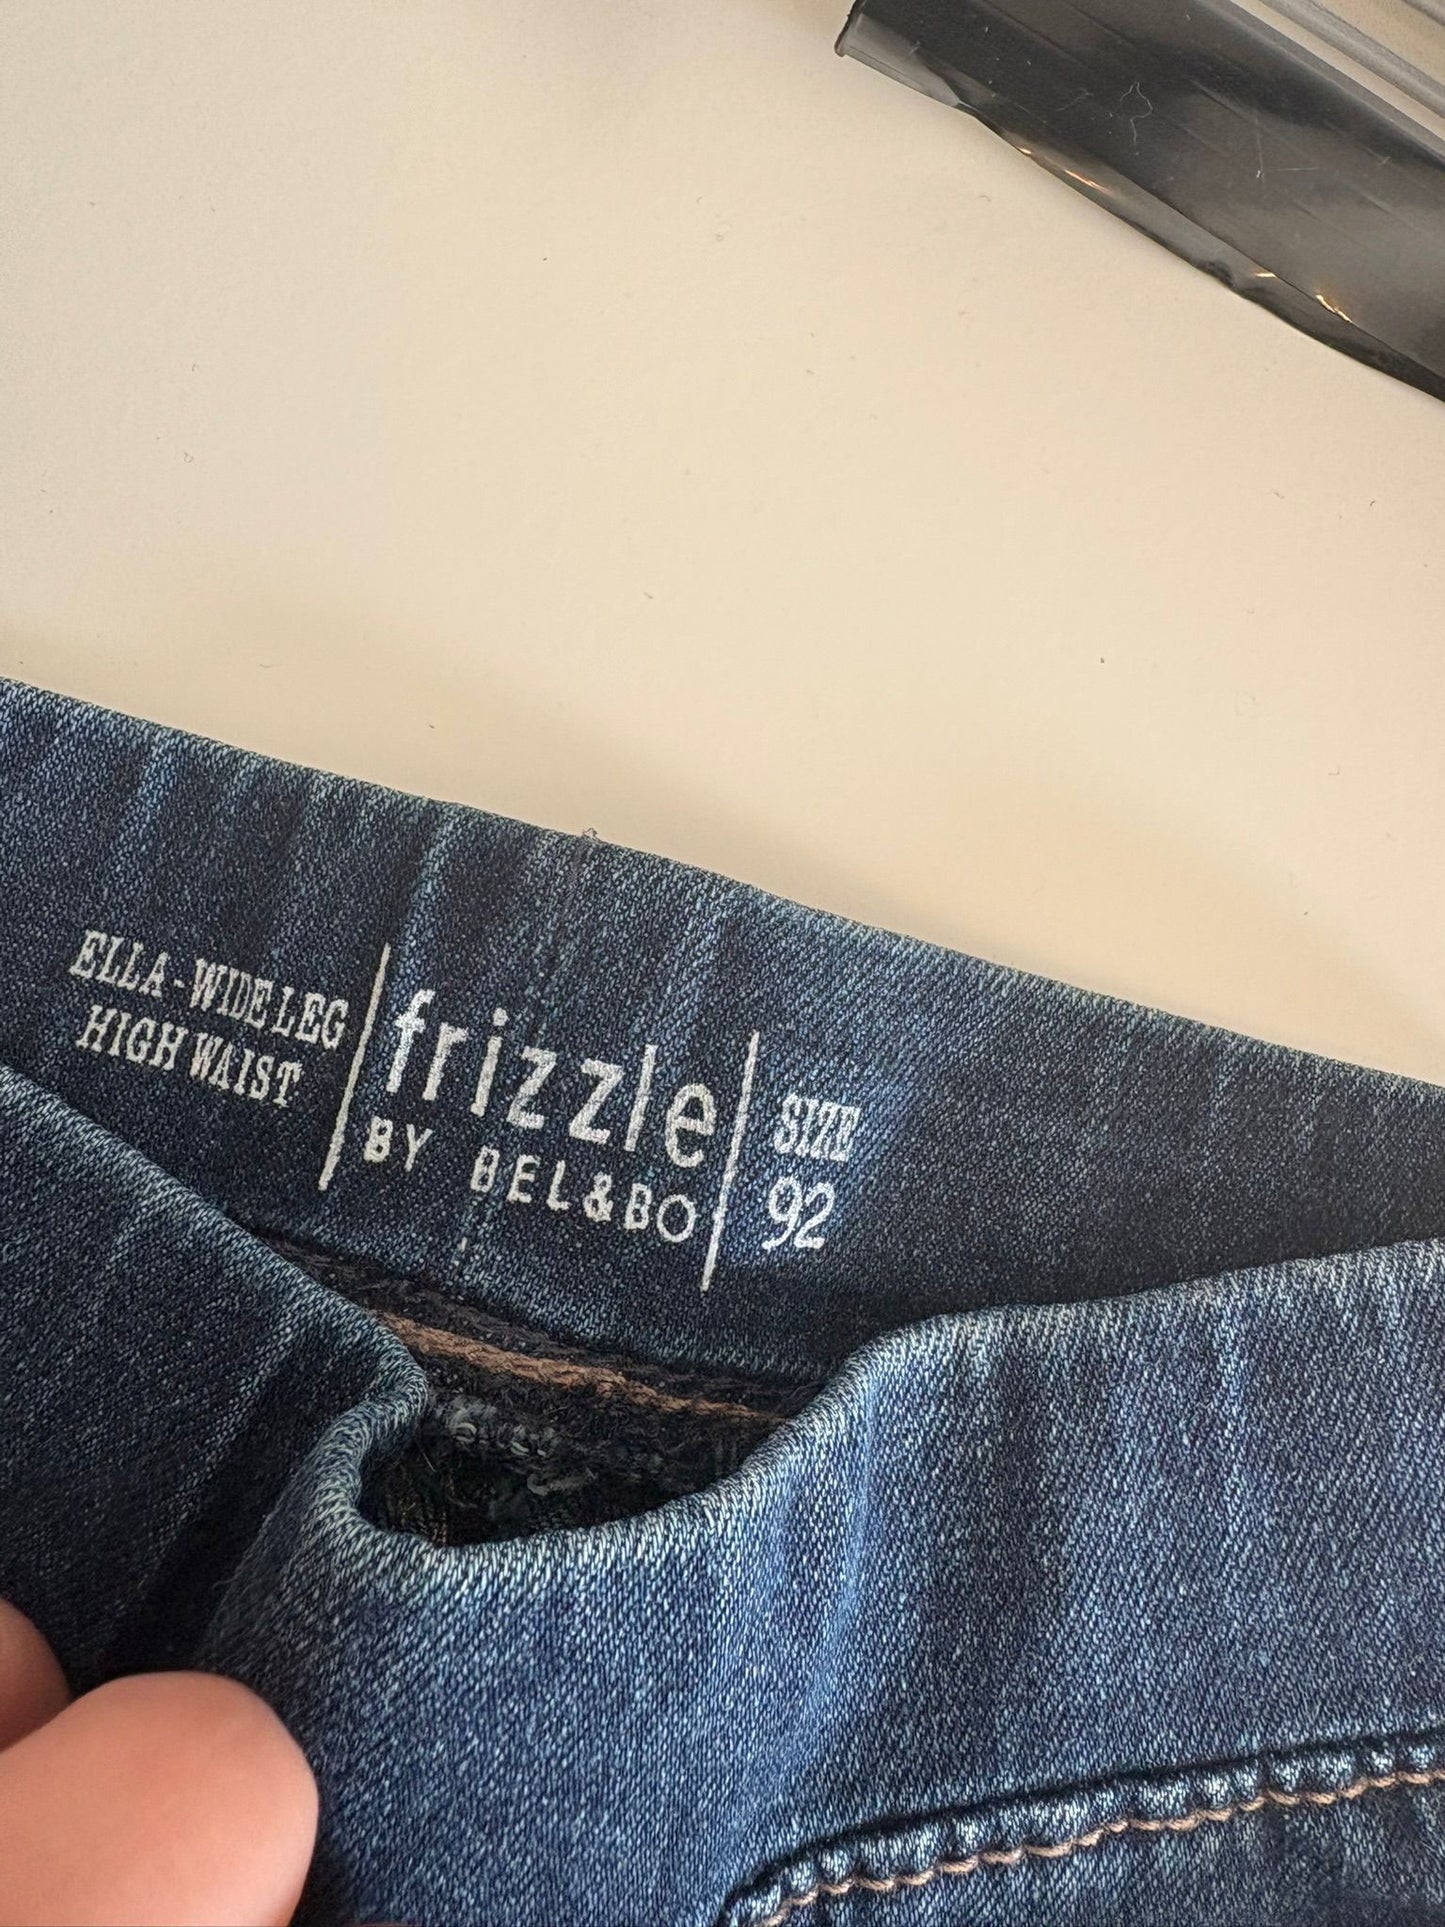 ELLA - WIDE LEG
HIGH WAIST
frizzle
BY BEL&BO
SIZE
92